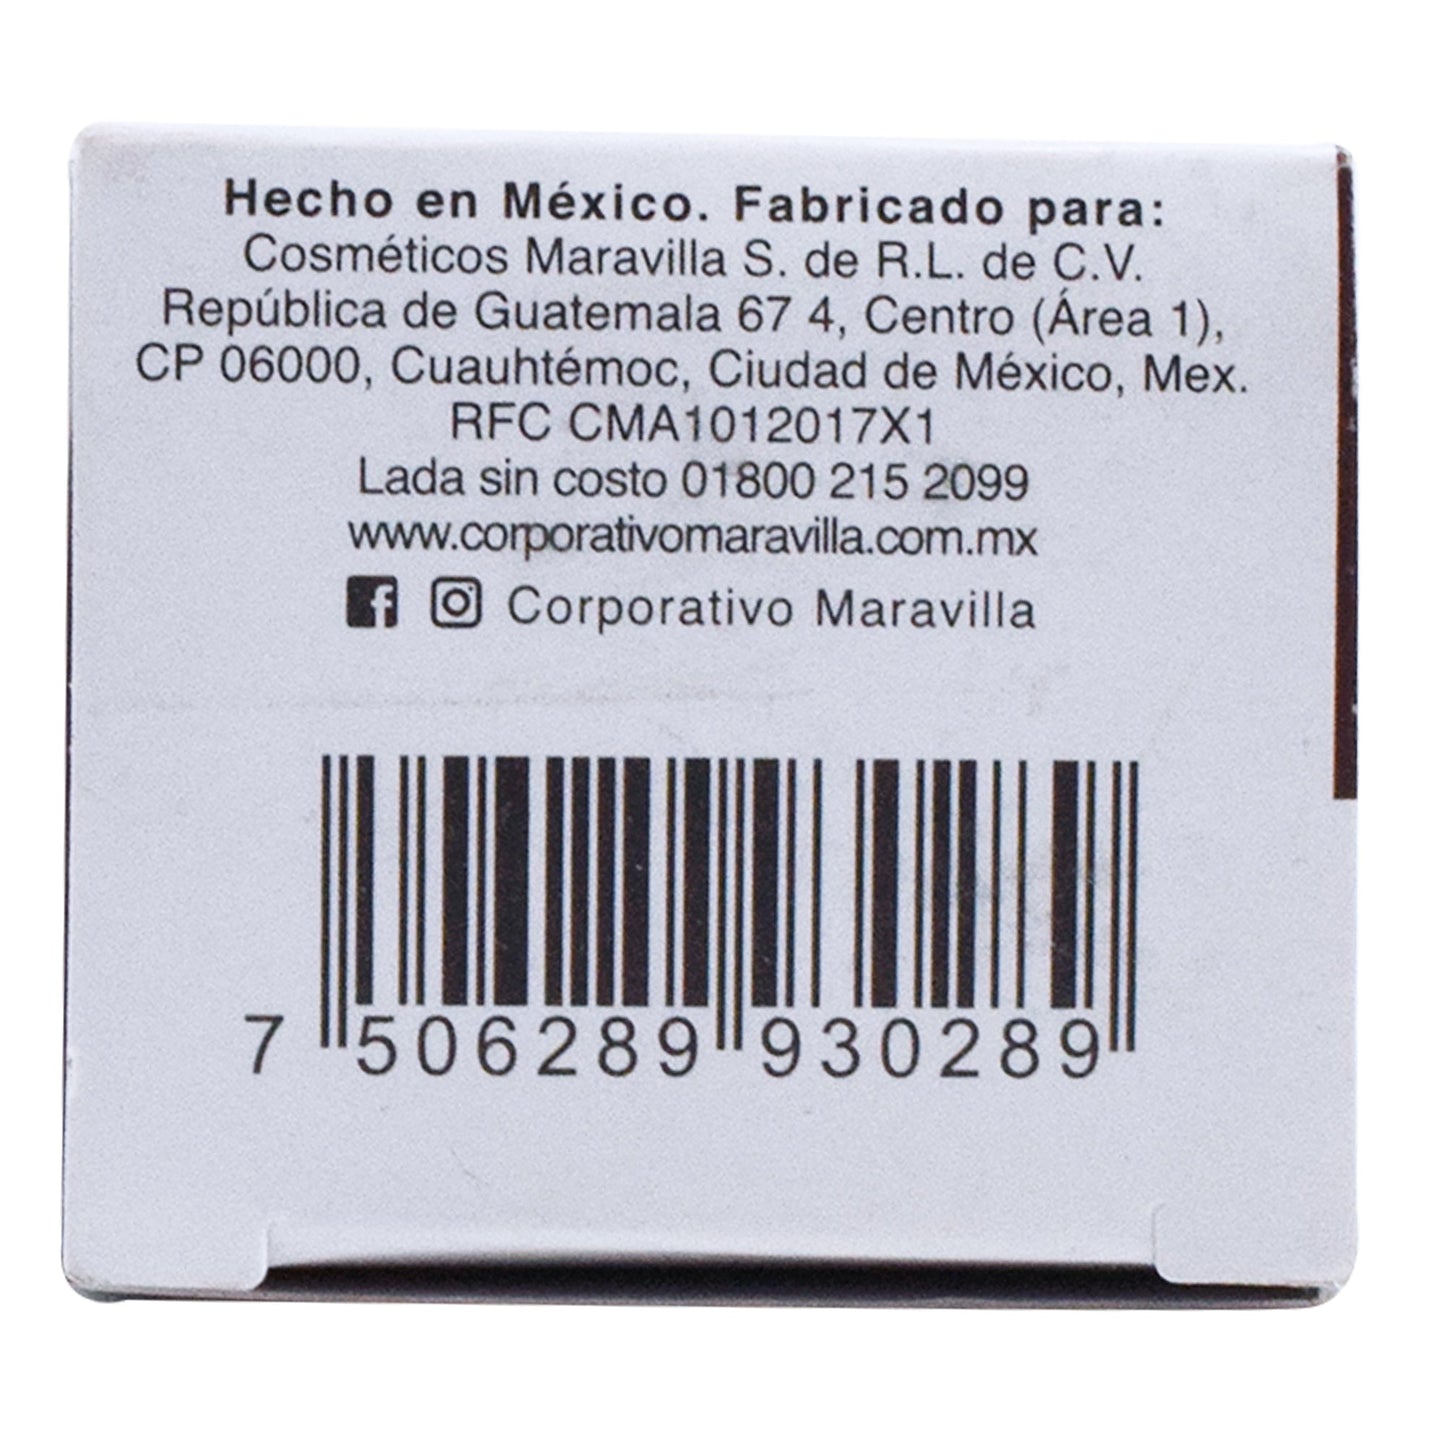 Hecho en México. Fabricado para:
Cosméticos Maravilla S. de R.L. de C.V.
República de Guatemala 67 4, Centro (Área 1),
CP 06000, Cuauhtémoc, Ciudad de México, Mex.
RFC CMA1012017X1
Lada sin costo 01800 215 2099
www.corporativomaravilla.com.mx
Corporativo Maravilla
7 506289 930289